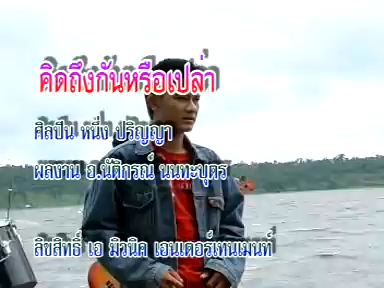 คิดถึงกันหรือเปล่า
ศิลปิน หนึ่ง ปริญญา
ผลงาน อ.นัติกรณ์ นนทะบุตร
ลิขสิทธิ์ เอ มิวนิค เอนเตอร์เทนเมนท์